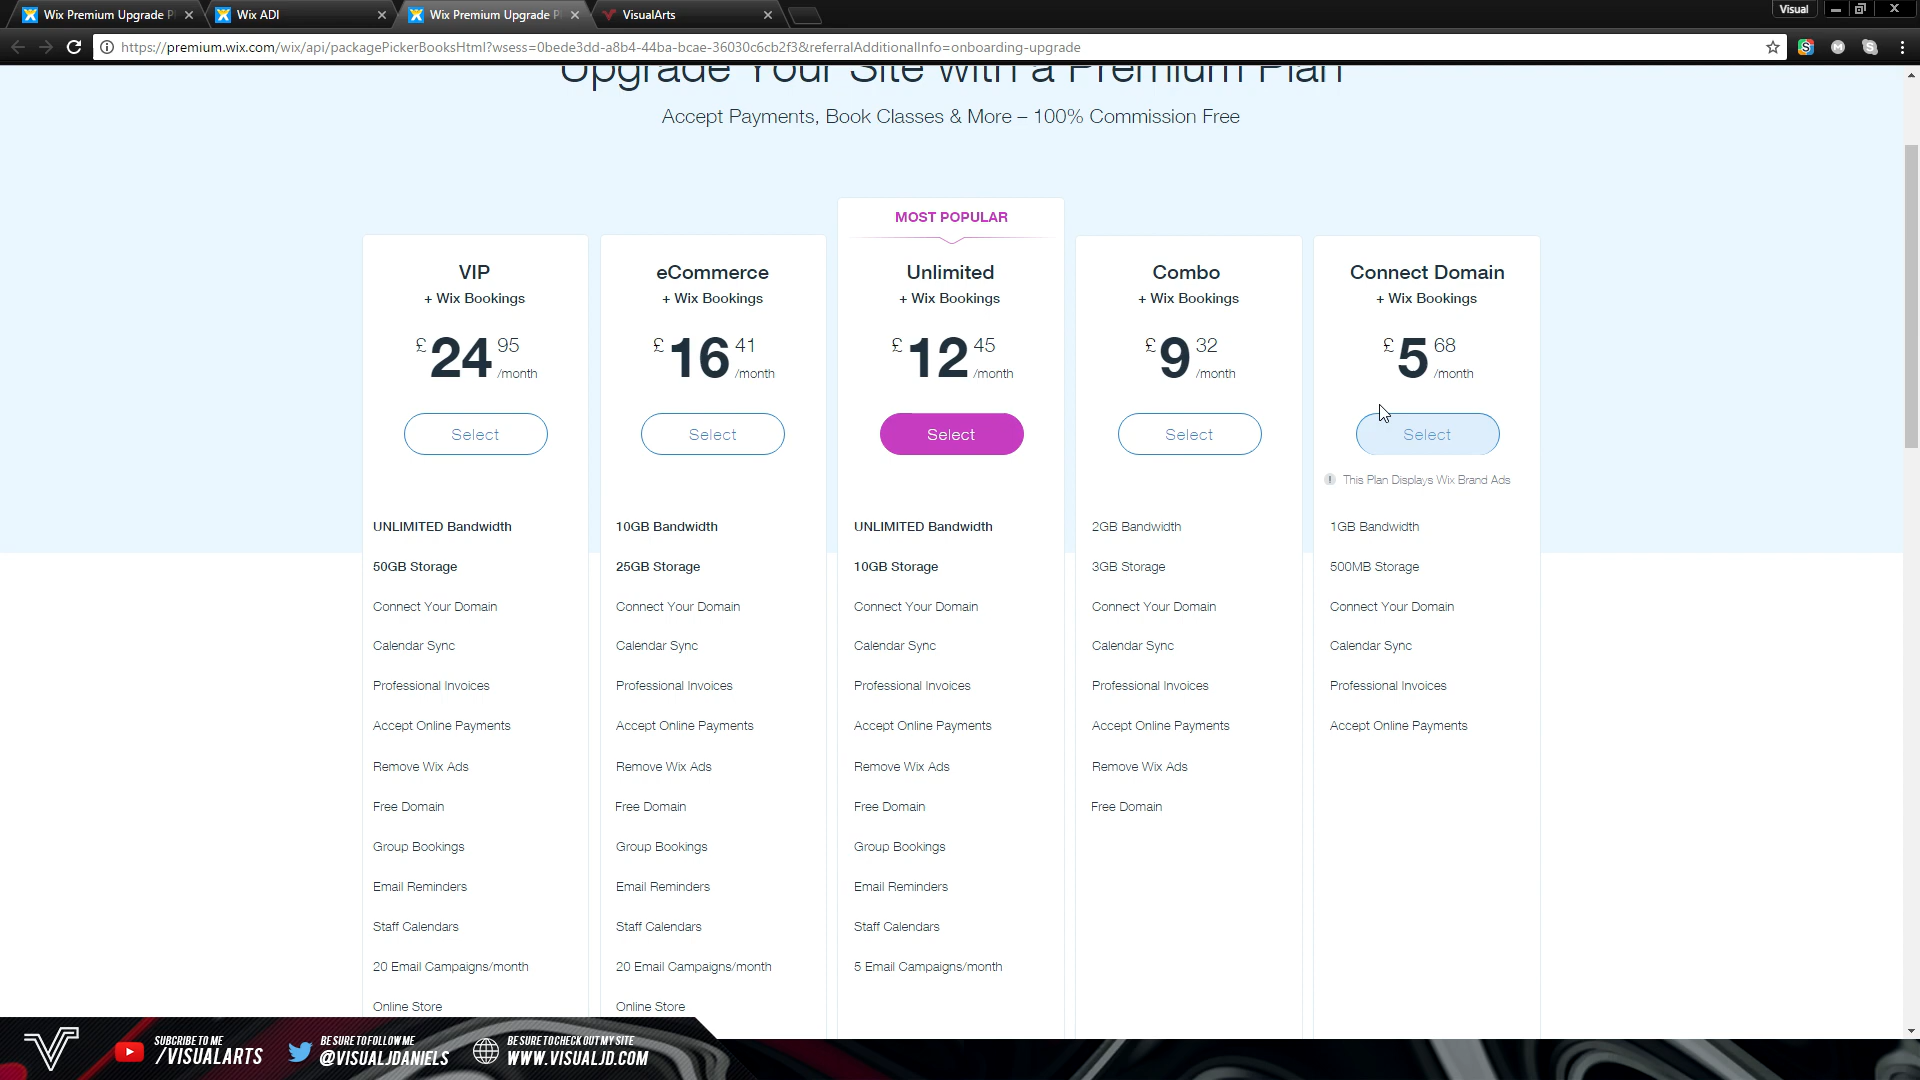 Wix Premium Upgrade P
Wix ADI
Wix Premium Upgrade P
VisualArts
Visual
https://premium.wix.com/wix/api/packagePickerBooksHtml?wsess=0bede3dd-a8b4-44ba-bcae-36030c6cb2f3&referralAdditionalInfo=onboarding-upgrade
Upgrade Your Site with a Premium Plan
Accept Payments, Book Classes & More – 100% Commission Free
MOST POPULAR
VIP
+ Wix Bookings
£ 24 95 /month
Select
UNLIMITED Bandwidth
50GB Storage
Connect Your Domain
Calendar Sync
Professional Invoices
Accept Online Payments
Remove Wix Ads
Free Domain
Group Bookings
Email Reminders
Staff Calendars
20 Email Campaigns/month
Online Store
eCommerce
+ Wix Bookings
£ 16 41 /month
Select
10GB Bandwidth
25GB Storage
Connect Your Domain
Calendar Sync
Professional Invoices
Accept Online Payments
Remove Wix Ads
Free Domain
Group Bookings
Email Reminders
Staff Calendars
20 Email Campaigns/month
Online Store
Unlimited
+ Wix Bookings
£ 12 45 /month
Select
UNLIMITED Bandwidth
10GB Storage
Connect Your Domain
Calendar Sync
Professional Invoices
Accept Online Payments
Remove Wix Ads
Free Domain
Group Bookings
Email Reminders
Staff Calendars
5 Email Campaigns/month
Combo
+ Wix Bookings
£ 9 32 /month
Select
2GB Bandwidth
3GB Storage
Connect Your Domain
Calendar Sync
Professional Invoices
Accept Online Payments
Remove Wix Ads
Free Domain
Connect Domain
+ Wix Bookings
£ 5 68 /month
Select
This Plan Displays Wix Brand Ads
1GB Bandwidth
500MB Storage
Connect Your Domain
Calendar Sync
Professional Invoices
Accept Online Payments
SUBCRIBE TO ME
/VISUALARTS
BE SURE TO FOLLOW ME
@VISUALJDANIELS
BE SURE TO CHECK OUT MY SITE
WWW.VISUALJD.COM